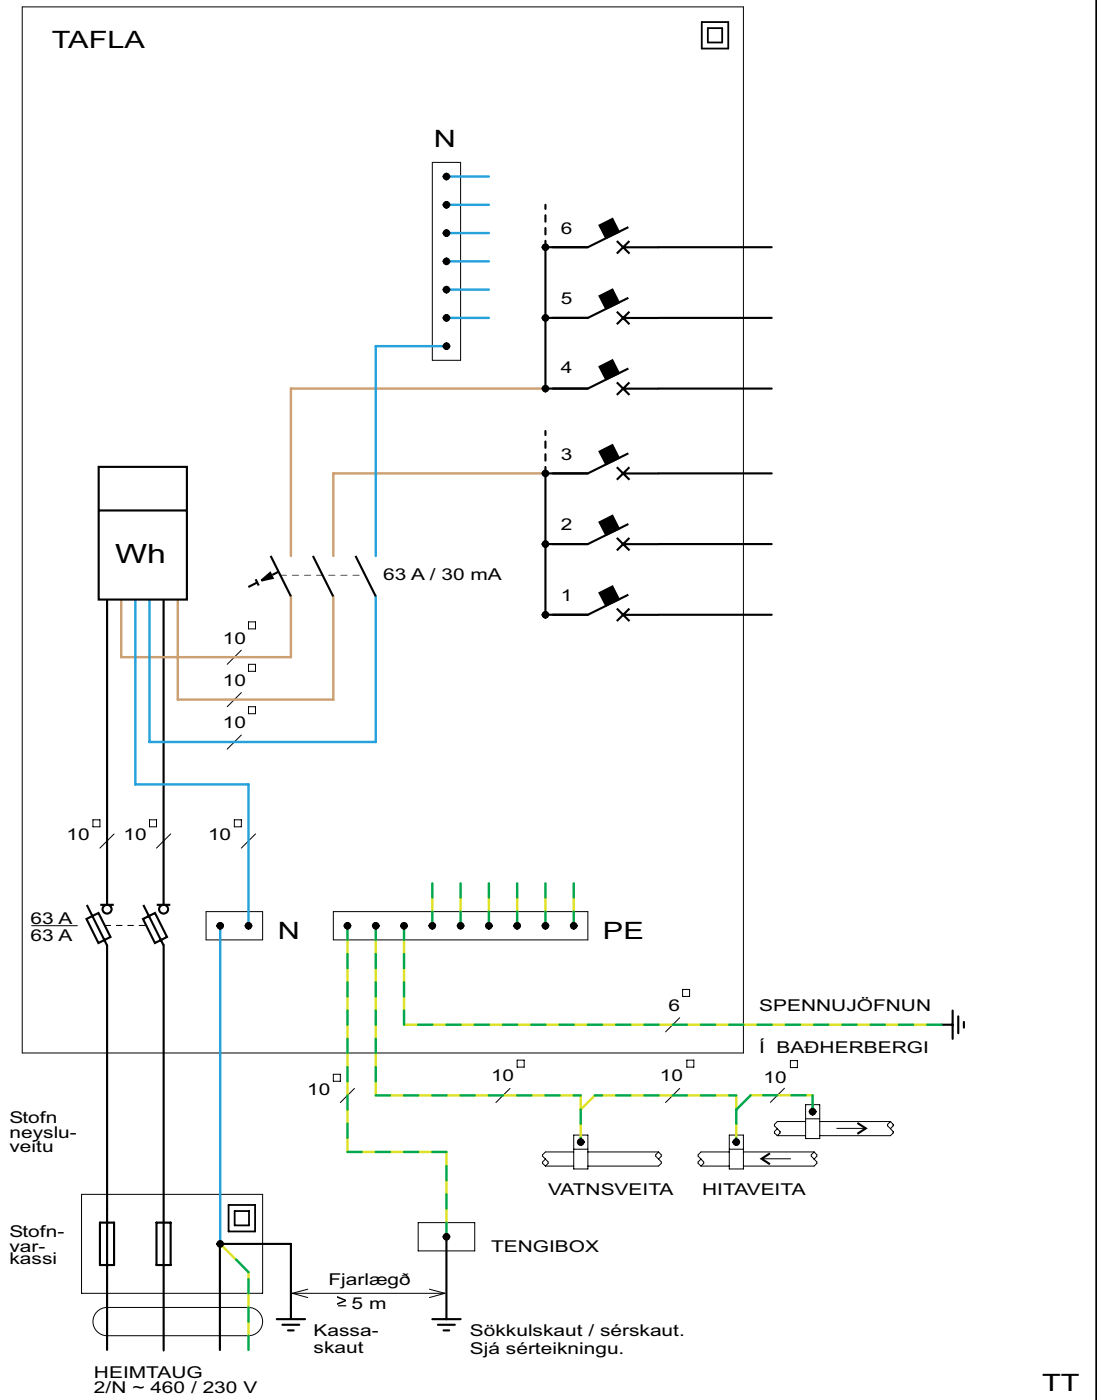 TAFLA
N
6
5
4
3
2
1
Wh
63 A / 30 mA
10
10
10
10
10
10
63 A
63 A
N
PE
6
SPENNUJÖFNUN
Í BAÐHERBERGI
10
10
10
10
Stofn
neyslu-
veitu
VATNSVEITA
HITAVEITA
Stofn-
var-
kassi
TENGIBOX
Fjarlægð
≥ 5 m
Kassa-
skaut
Sökkulskaut / sérskaut.
Sjá sérteikningu.
HEIMTAUG
2/N ~ 460 / 230 V
TT